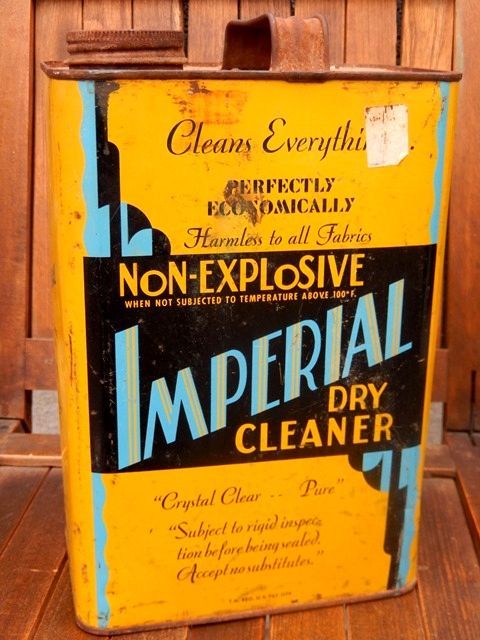 Cleans Everythi
PERFECTLY
ECONOMICALLY
Harmless to all Fabrics
NON-EXPLOSIVE
WHEN NOT SUBJECTED TO TEMPERATURE ABOVE .100° F.
IMPERIAL
DRY
CLEANER
"Crystal Clear -- Pure"
"Subject to rigid inspec-
tion before being sealed.
Accept no substitutes."